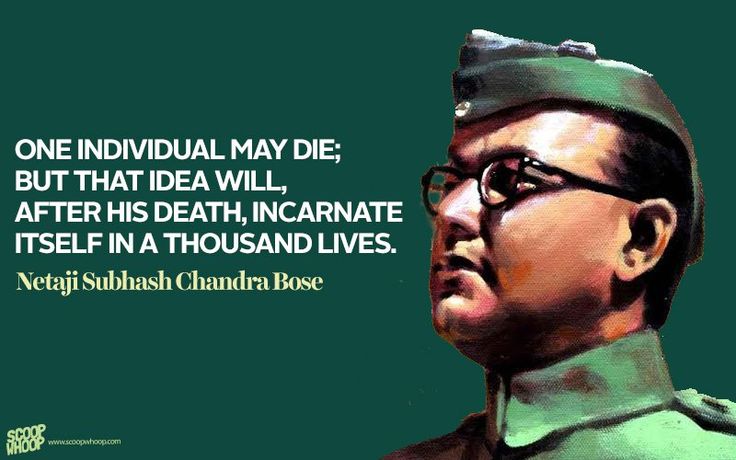 ONE INDIVIDUAL MAY DIE;
BUT THAT IDEA WILL,
AFTER HIS DEATH, INCARNATE
ITSELF IN A THOUSAND LIVES.
Netaji Subhash Chandra Bose
SCOOP
WHOOP
www.scoopwhoop.com